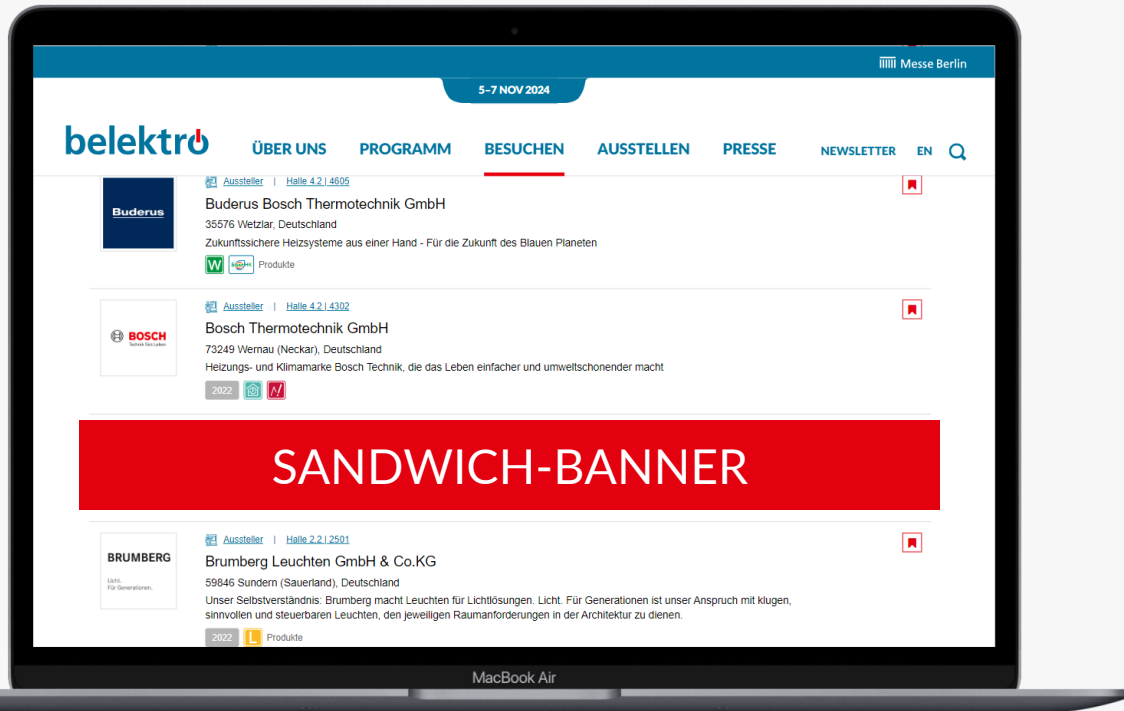 Messe Berlin
5–7 NOV 2024
belektro
ÜBER UNS PROGRAMM BESUCHEN AUSSTELLEN PRESSE NEWSLETTER EN
Aussteller | Halle 4.2 | 4605
Buderus
Buderus Bosch Thermotechnik GmbH
35576 Wetzlar, Deutschland
Zukunftssichere Heizsysteme aus einer Hand - Für die Zukunft des Blauen Planeten
W Produkte
Aussteller | Halle 4.2 | 4302
BOSCH
Technik fürs Leben
Bosch Thermotechnik GmbH
73249 Wernau (Neckar), Deutschland
Heizungs- und Klimamarke Bosch Technik, die das Leben einfacher und umweltschonender macht
2022
SANDWICH-BANNER
Aussteller | Halle 2.2 | 2501
BRUMBERG
Licht.
Für Generationen.
Brumberg Leuchten GmbH & Co.KG
59846 Sundern (Sauerland), Deutschland
Unser Selbstverständnis: Brumberg macht Leuchten für Lichtlösungen. Licht. Für Generationen ist unser Anspruch mit klugen,
sinnvollen und steuerbaren Leuchten, den jeweiligen Raumanforderungen in der Architektur zu dienen.
2022 L Produkte
MacBook Air